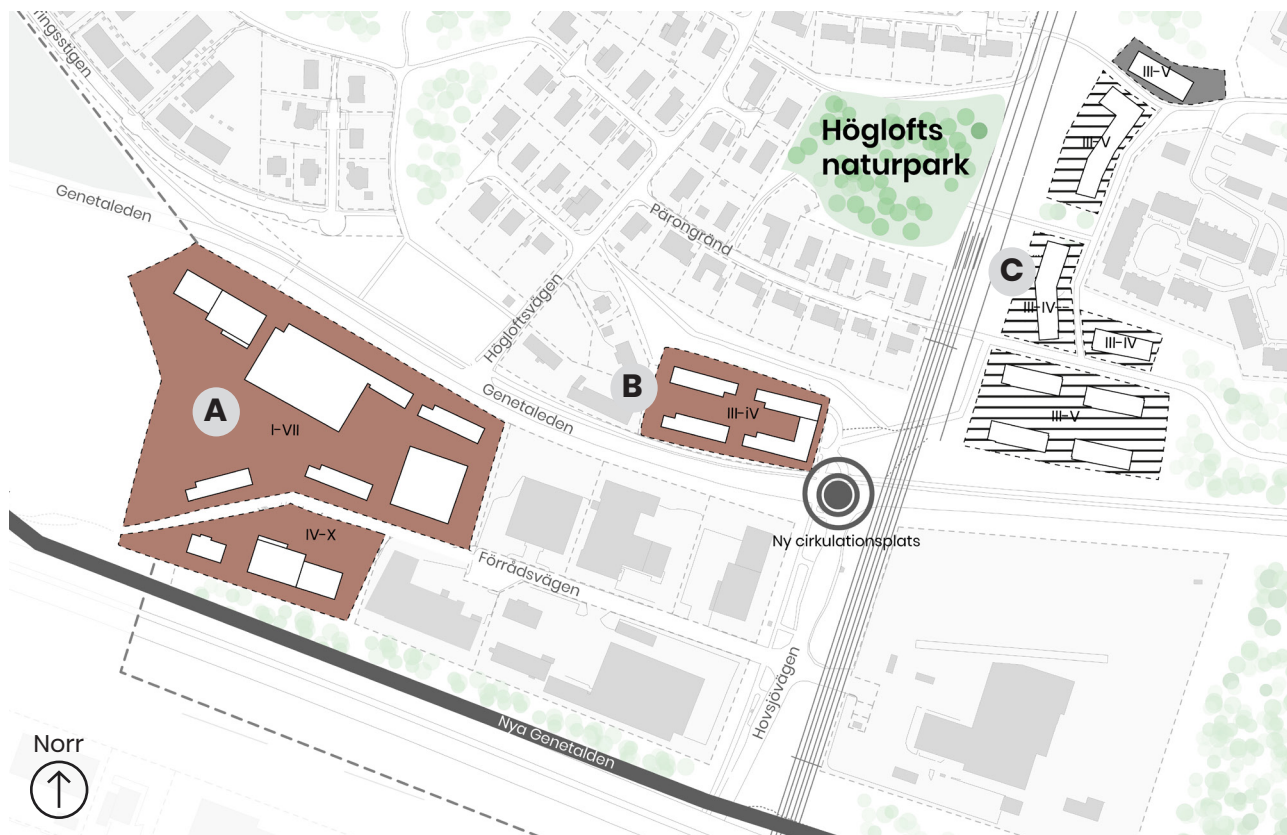 ringsstigen
III-V
Höglofts
naturpark
III-V
Genetaleden
Parongränd
C
Högloftsvägen
III-IV
III-IV
B
A
Genetaleden
III-iV
III-V
I-VII
IV-X
Ny cirkulationsplats
Förrådsvägen
Hovsjövägen
Nya Genetalden
Norr